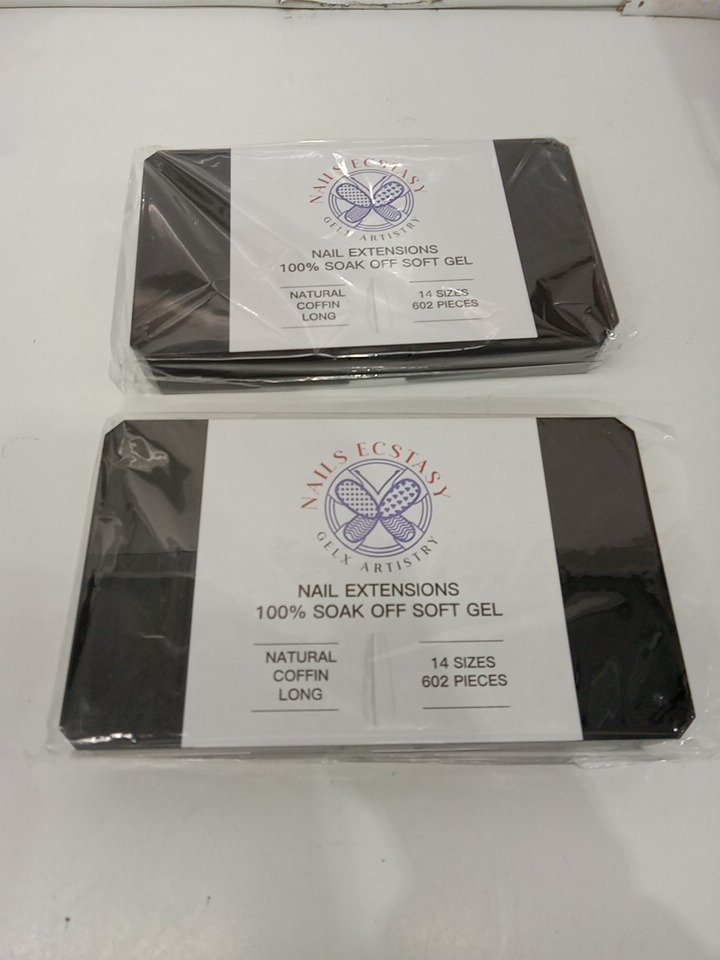 NAILS ECSTASY
GELX ARTISTRY
NAIL EXTENSIONS
100% SOAK OFF SOFT GEL
NATURAL
COFFIN
LONG
14 SIZES
602 PIECES
NAILS ECSTASY
GELX ARTISTRY
NAIL EXTENSIONS
100% SOAK OFF SOFT GEL
NATURAL
COFFIN
LONG
14 SIZES
602 PIECES